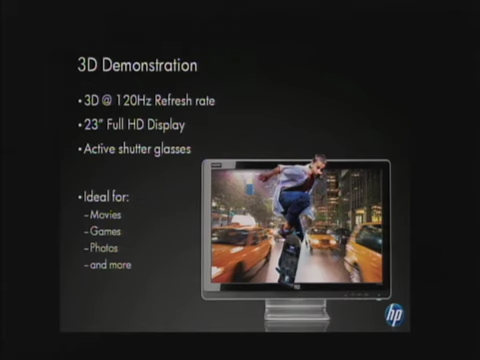 3D Demonstration
• 3D @ 120Hz Refresh rate
• 23" Full HD Display
• Active shutter glasses
• Ideal for:
– Movies
– Games
– Photos
– and more
hp